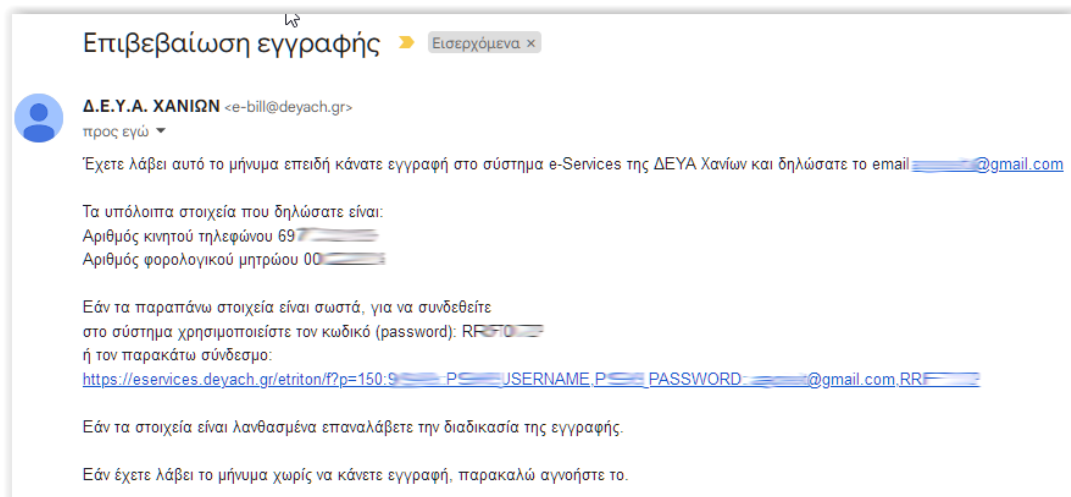 Επιβεβαίωση εγγραφής Εισερχόμενα ×
Δ.Ε.Υ.Α. ΧΑΝΙΩΝ <e-bill@deyach.gr>
προς εγώ
Έχετε λάβει αυτό το μήνυμα επειδή κάνατε εγγραφή στο σύστημα e-Services της ΔΕΥΑ Χανίων και δηλώσατε το email @gmail.com
Τα υπόλοιπα στοιχεία που δηλώσατε είναι:
Αριθμός κινητού τηλεφώνου 697
Αριθμός φορολογικού μητρώου 00
Εάν τα παραπάνω στοιχεία είναι σωστά, για να συνδεθείτε
στο σύστημα χρησιμοποιείστε τον κωδικό (password): RR
ή τον παρακάτω σύνδεσμο:
https://eservices.deyach.gr/etriton/f?p=150:9 P USERNAME,P PASSWORD: @gmail.com,RR
Εάν τα στοιχεία είναι λανθασμένα επαναλάβετε την διαδικασία της εγγραφής.
Εάν έχετε λάβει το μήνυμα χωρίς να κάνετε εγγραφή, παρακαλώ αγνοήστε το.